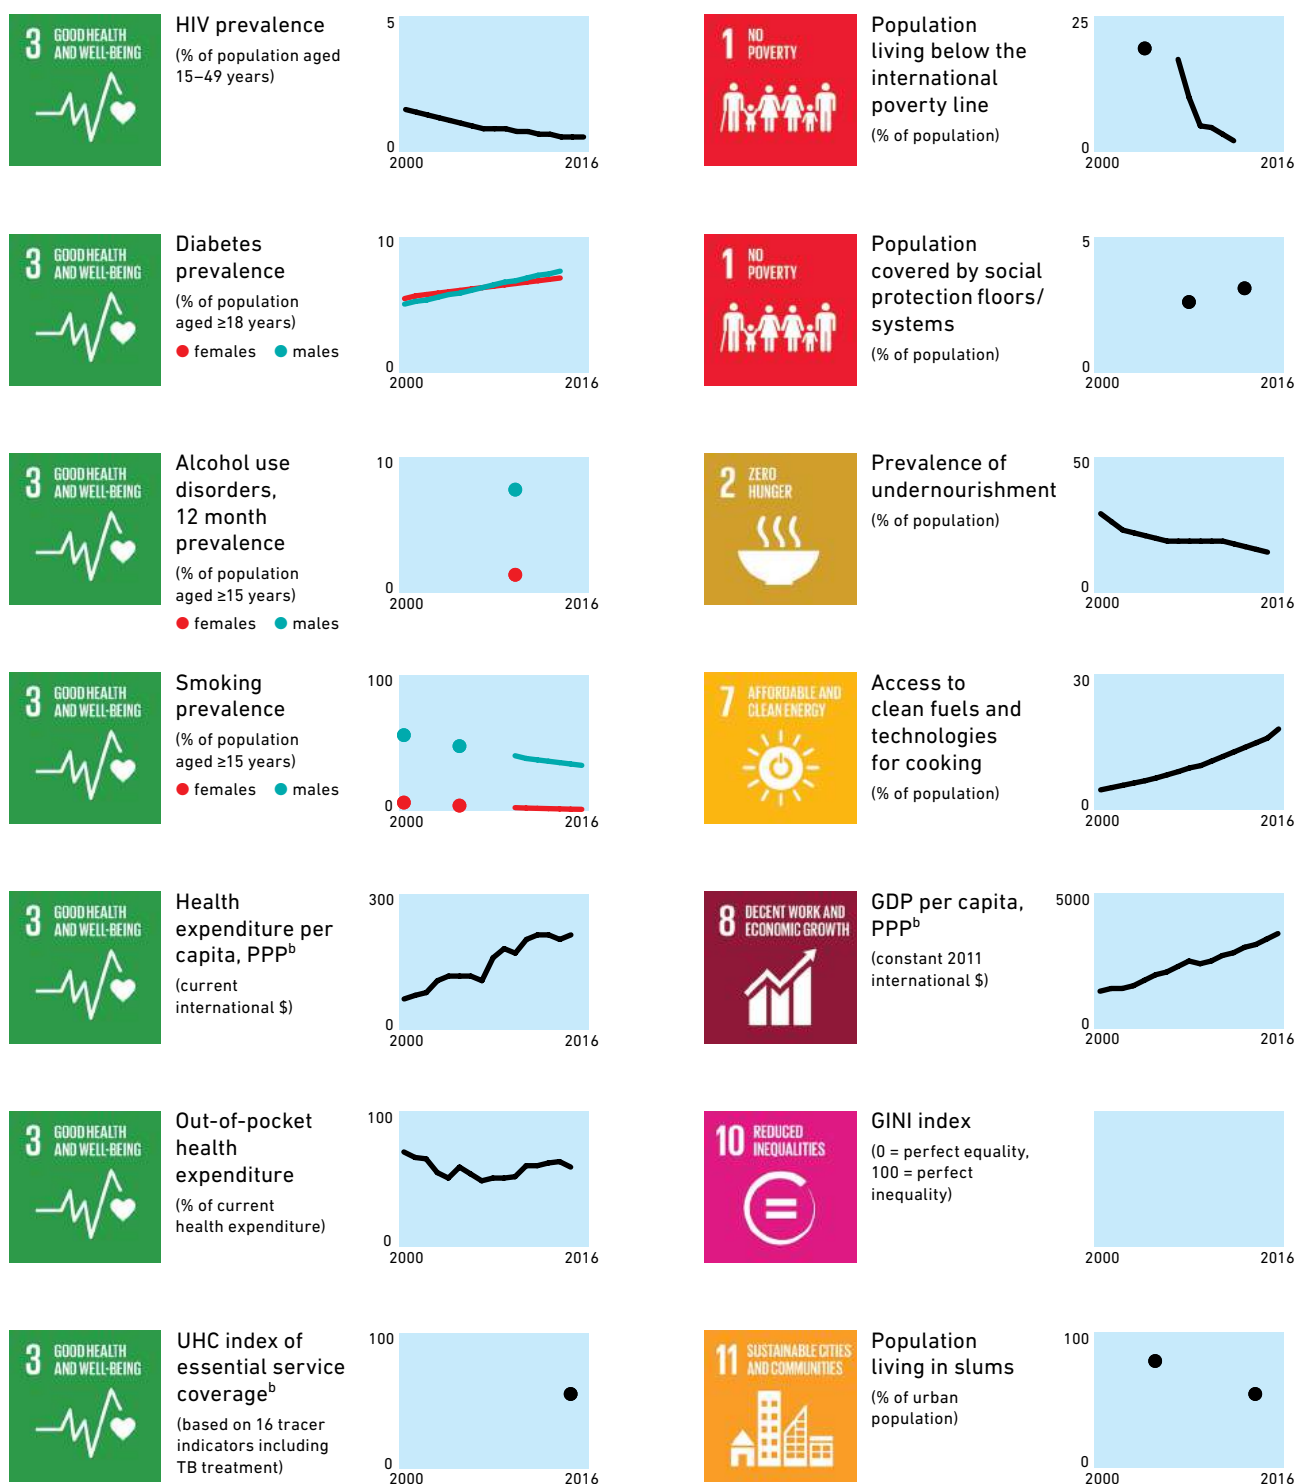 3 GOOD HEALTH
AND WELL-BEING
HIV prevalence
(% of population aged
15–49 years)
5
0
2000 2016
1 NO
POVERTY
Population
living below the
international
poverty line
(% of population)
25
0
2000 2016
3 GOOD HEALTH
AND WELL-BEING
Diabetes
prevalence
(% of population
aged ≥18 years)
females males
10
0
2000 2016
1 NO
POVERTY
Population
covered by social
protection floors/
systems
(% of population)
5
0
2000 2016
3 GOOD HEALTH
AND WELL-BEING
Alcohol use
disorders,
12 month
prevalence
(% of population
aged ≥15 years)
females males
10
0
2000 2016
2 ZERO
HUNGER
Prevalence of
undernourishment
(% of population)
50
0
2000 2016
3 GOOD HEALTH
AND WELL-BEING
Smoking
prevalence
(% of population
aged ≥15 years)
females males
100
0
2000 2016
7 AFFORDABLE AND
CLEAN ENERGY
Access to
clean fuels and
technologies
for cooking
(% of population)
30
0
2000 2016
3 GOOD HEALTH
AND WELL-BEING
Health
expenditure per
capita, PPPᵇ
(current
international $)
300
0
2000 2016
8 DECENT WORK AND
ECONOMIC GROWTH
GDP per capita,
PPPᵇ
(constant 2011
international $)
5000
0
2000 2016
3 GOOD HEALTH
AND WELL-BEING
Out-of-pocket
health
expenditure
(% of current
health expenditure)
100
0
2000 2016
10 REDUCED
INEQUALITIES
GINI index
(0 = perfect equality,
100 = perfect
inequality)
2000 2016
3 GOOD HEALTH
AND WELL-BEING
UHC index of
essential service
coverageᵇ
(based on 16 tracer
indicators including
TB treatment)
100
0
2000 2016
11 SUSTAINABLE CITIES
AND COMMUNITIES
Population
living in slums
(% of urban
population)
100
0
2000 2016